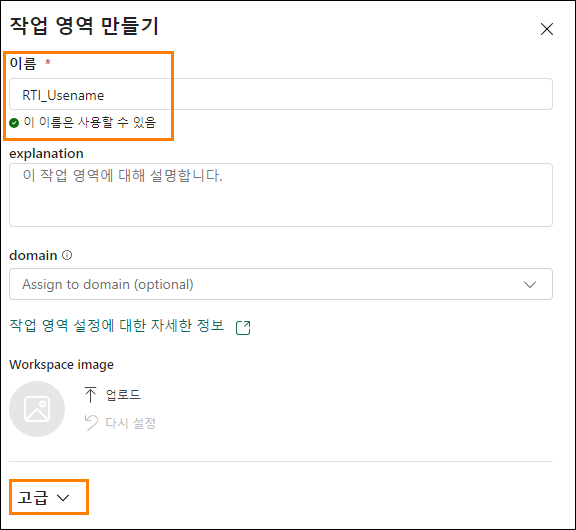 작업 영역 만들기
이름 *
RTI_Usename
이 이름은 사용할 수 있음
explanation
이 작업 영역에 대해 설명합니다.
domain
Assign to domain (optional)
작업 영역 설정에 대한 자세한 정보
Workspace image
업로드
다시 설정
고급